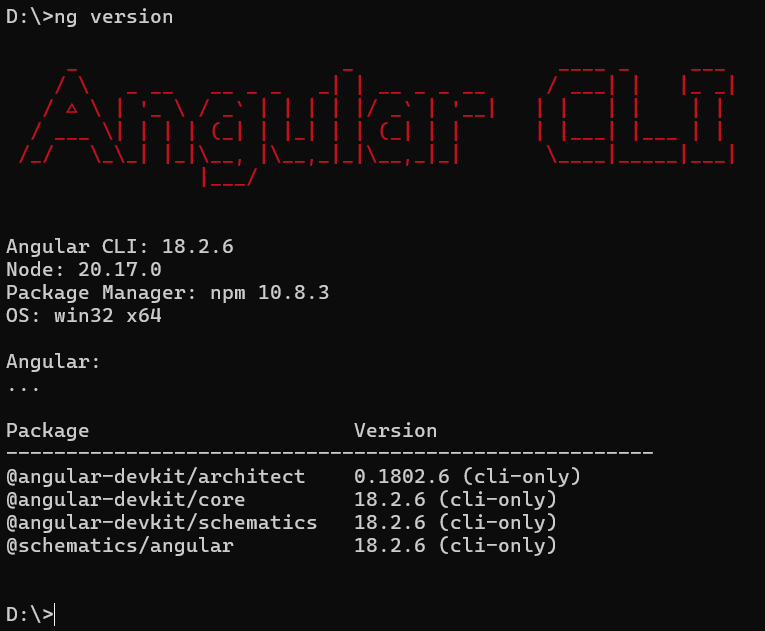 D:\>ng version
Angular CLI
Angular CLI: 18.2.6
Node: 20.17.0
Package Manager: npm 10.8.3
OS: win32 x64
Angular:
...
Package Version
------------------------------------------------------
@angular-devkit/architect 0.1802.6 (cli-only)
@angular-devkit/core 18.2.6 (cli-only)
@angular-devkit/schematics 18.2.6 (cli-only)
@schematics/angular 18.2.6 (cli-only)
D:\>